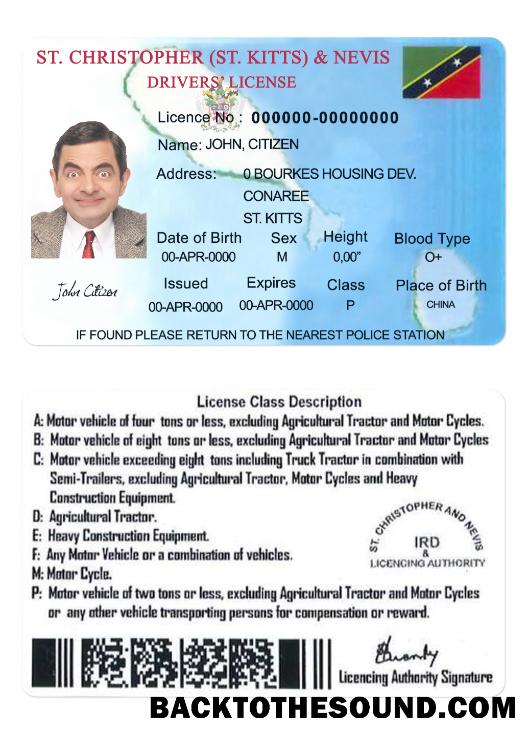 ST. CHRISTOPHER (ST. KITTS) & NEVIS
DRIVERS' LICENSE
Licence No : 000000-00000000
Name: JOHN, CITIZEN
Address: 0 BOURKES HOUSING DEV.
CONAREE
ST. KITTS
Date of Birth Sex Height Blood Type
00-APR-0000 M 0,00" O+
Issued Expires Class Place of Birth
00-APR-0000 00-APR-0000 P CHINA
John Citizen
IF FOUND PLEASE RETURN TO THE NEAREST POLICE STATION
License Class Description
A: Motor vehicle of four tons or less, excluding Agricultural Tractor and Motor Cycles.
B: Motor vehicle of eight tons or less, excluding Agricultural Tractor and Motor Cycles
C: Motor vehicle exceeding eight tons including Truck Tractor in combination with
Semi-Trailers, excluding Agricultural Tractor, Motor Cycles and Heavy
Construction Equipment.
D: Agricultural Tractor.
E: Heavy Construction Equipment.
F: Any Motor Vehicle or a combination of vehicles.
M: Motor Cycle.
P: Motor vehicle of two tons or less, excluding Agricultural Tractor and Motor Cycles
or any other vehicle transporting persons for compensation or reward.
ST. CHRISTOPHER AND NEVIS
IRD
&
LICENCING AUTHORITY
Licencing Authority Signature
BACKTOTHESOUND.COM